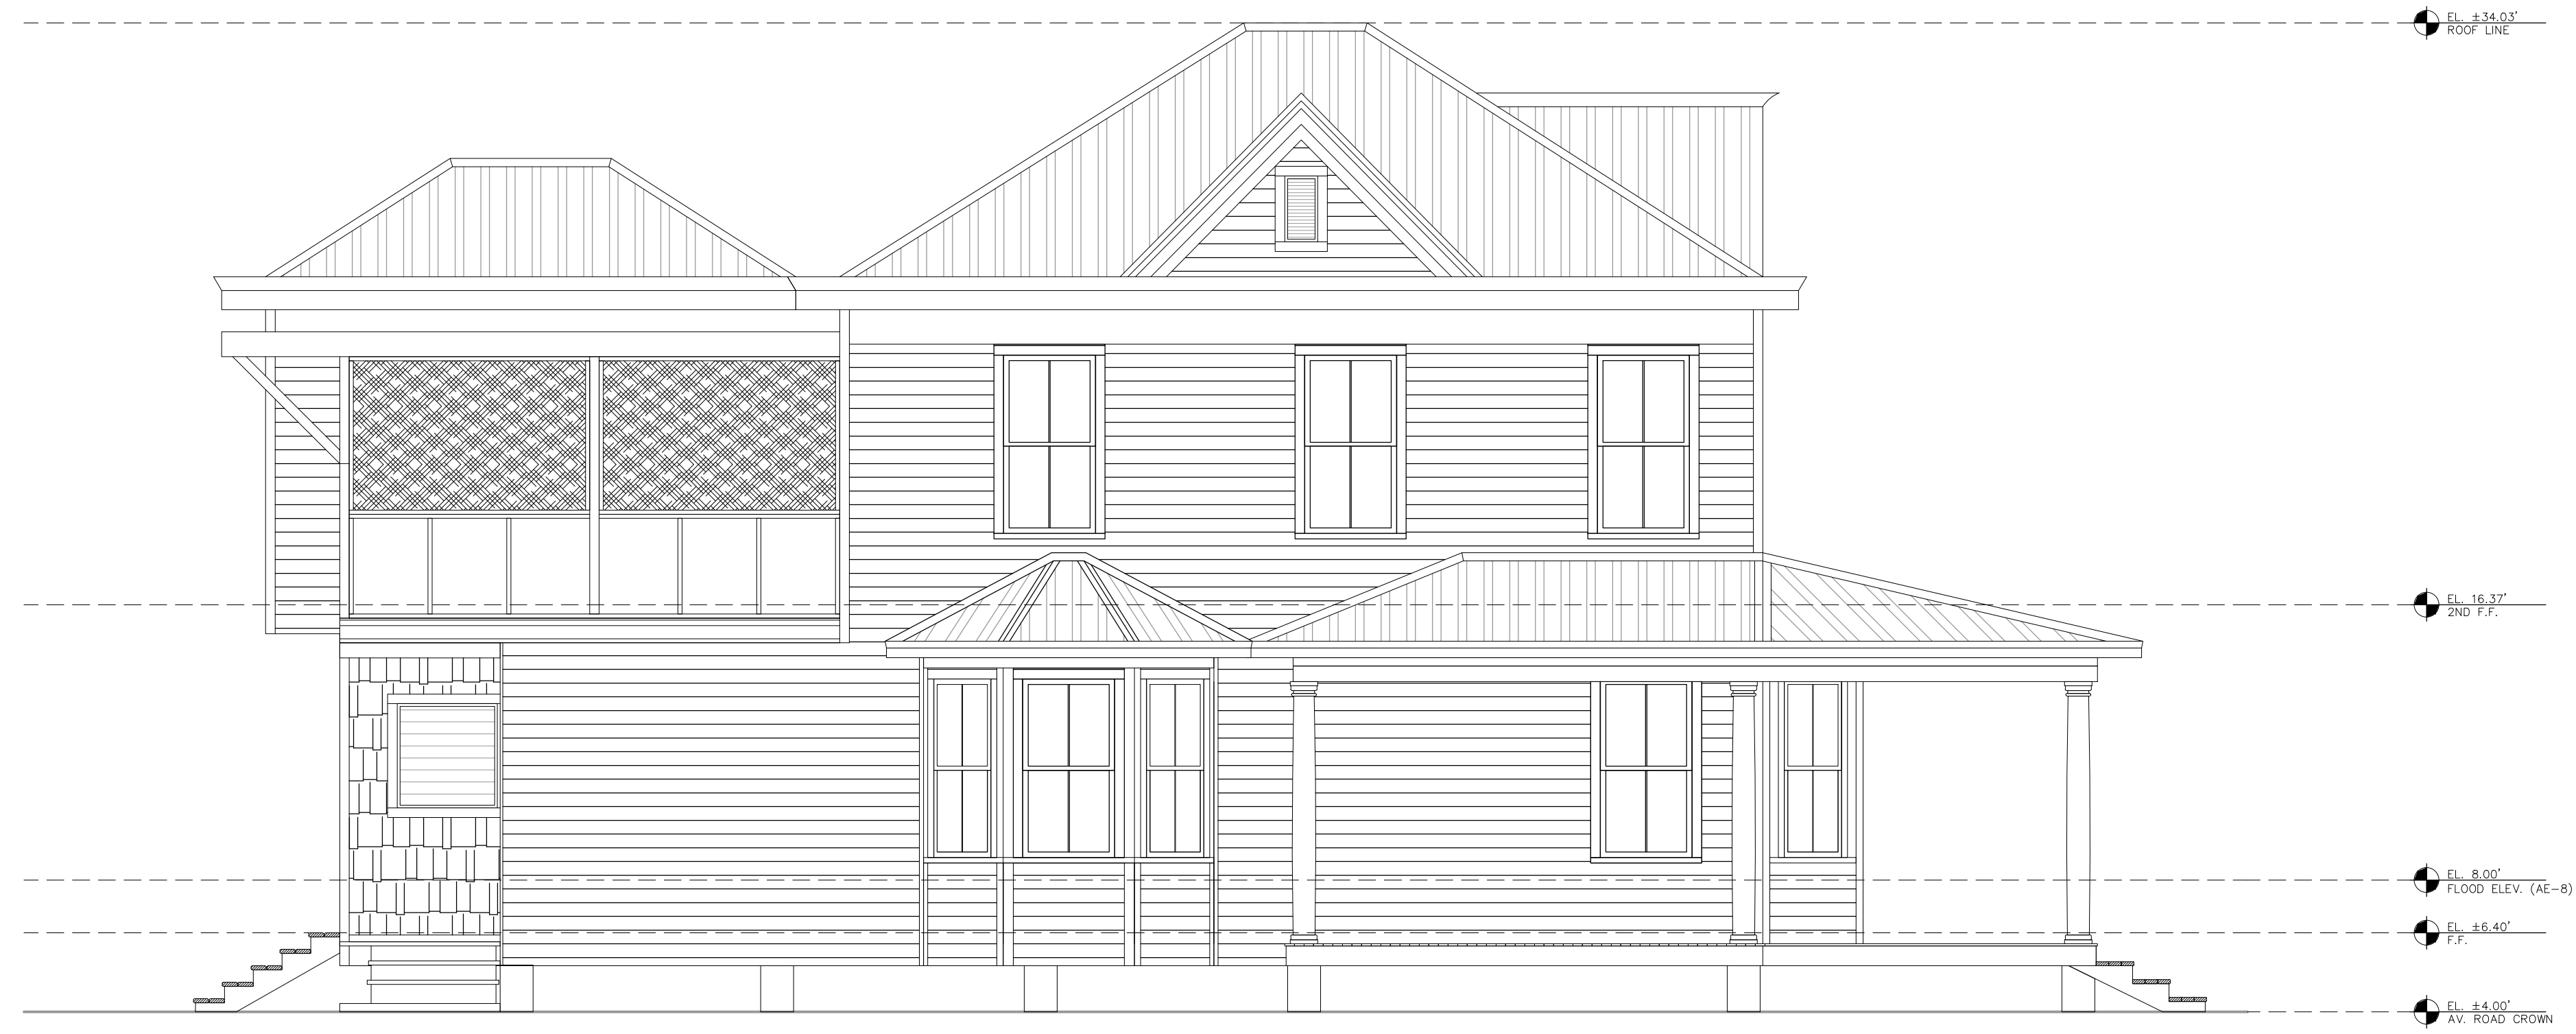 EL. ±34.03'
ROOF LINE
EL. 16.37'
2ND F.F.
EL. 8.00'
FLOOD ELEV. (AE-8)
EL. ±6.40'
F.F.
EL. ±4.00'
AV. ROAD CROWN